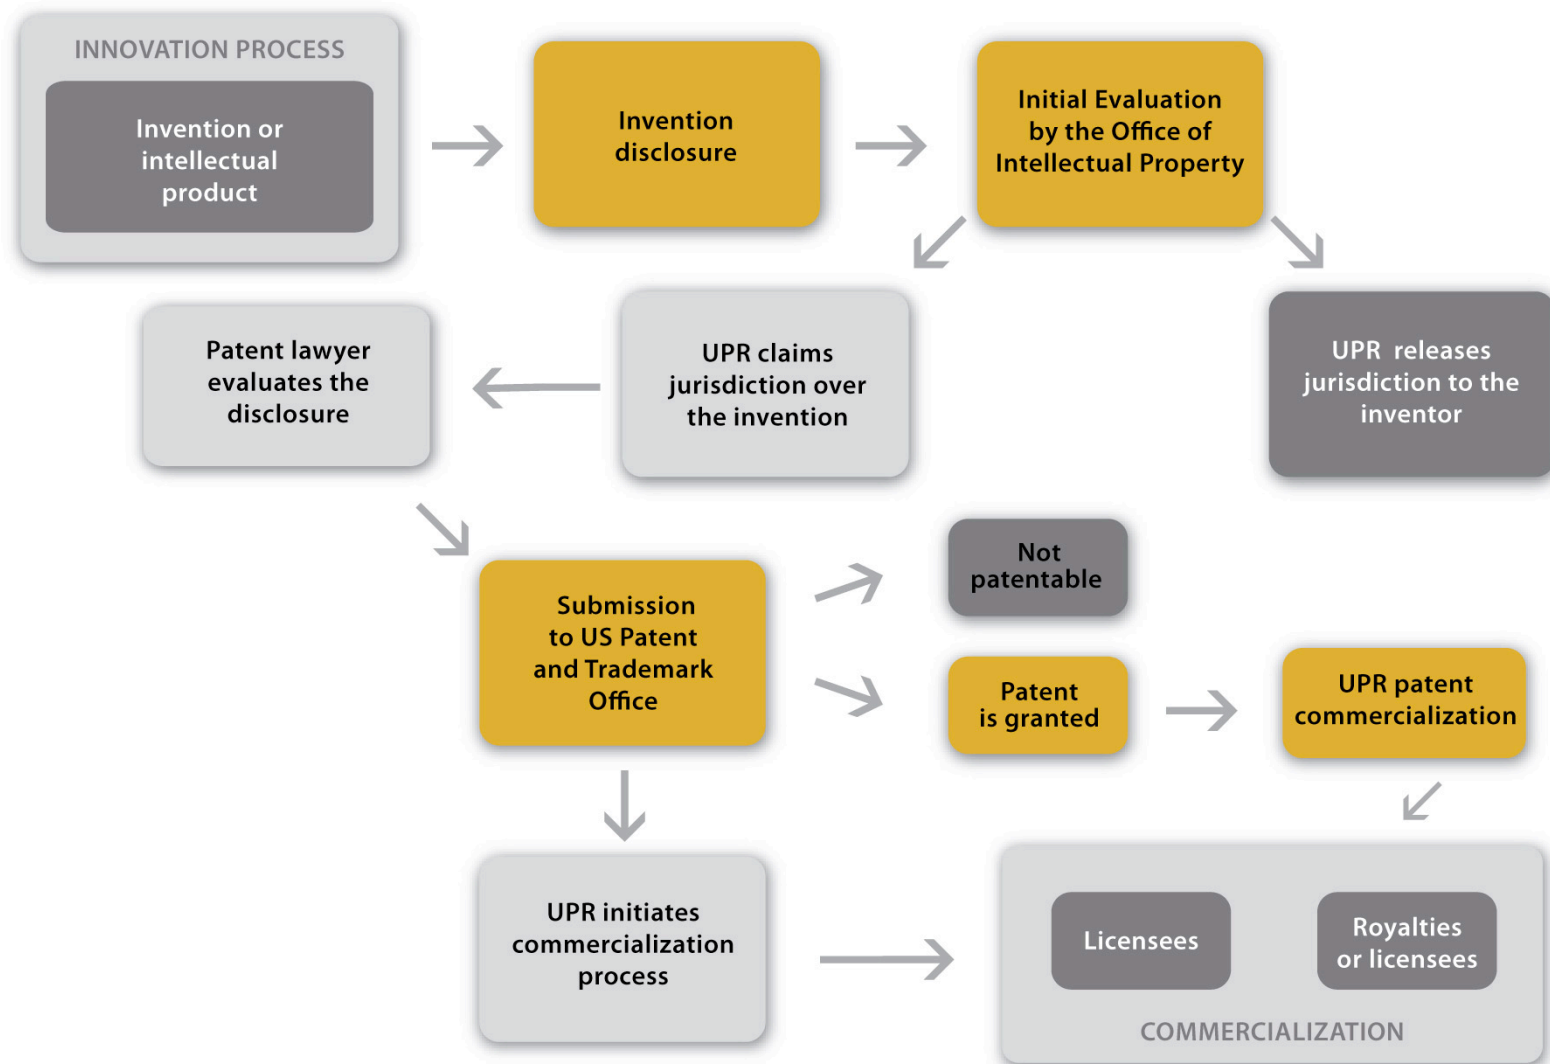 INNOVATION PROCESS
Invention or
intellectual
product
Invention
disclosure
Initial Evaluation
by the Office of
Intellectual Property
Patent lawyer
evaluates the
disclosure
UPR claims
jurisdiction over
the invention
UPR releases
jurisdiction to the
inventor
Submission
to US Patent
and Trademark
Office
Not
patentable
Patent
is granted
UPR patent
commercialization
UPR initiates
commercialization
process
Licensees
Royalties
or licensees
COMMERCIALIZATION